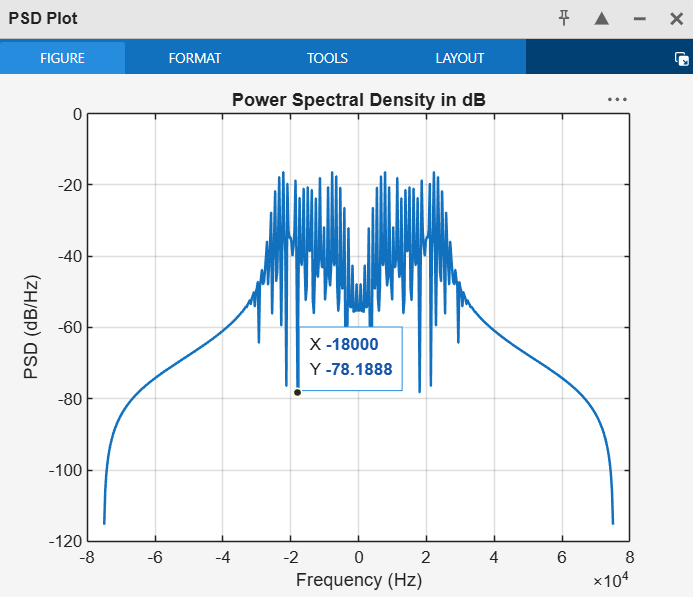 PSD Plot
FIGURE FORMAT TOOLS LAYOUT
Power Spectral Density in dB
PSD (dB/Hz)
0
-20
-40
-60
-80
-100
-120
X -18000
Y -78.1888
-8 -6 -4 -2 0 2 4 6 8
Frequency (Hz)
×10⁴